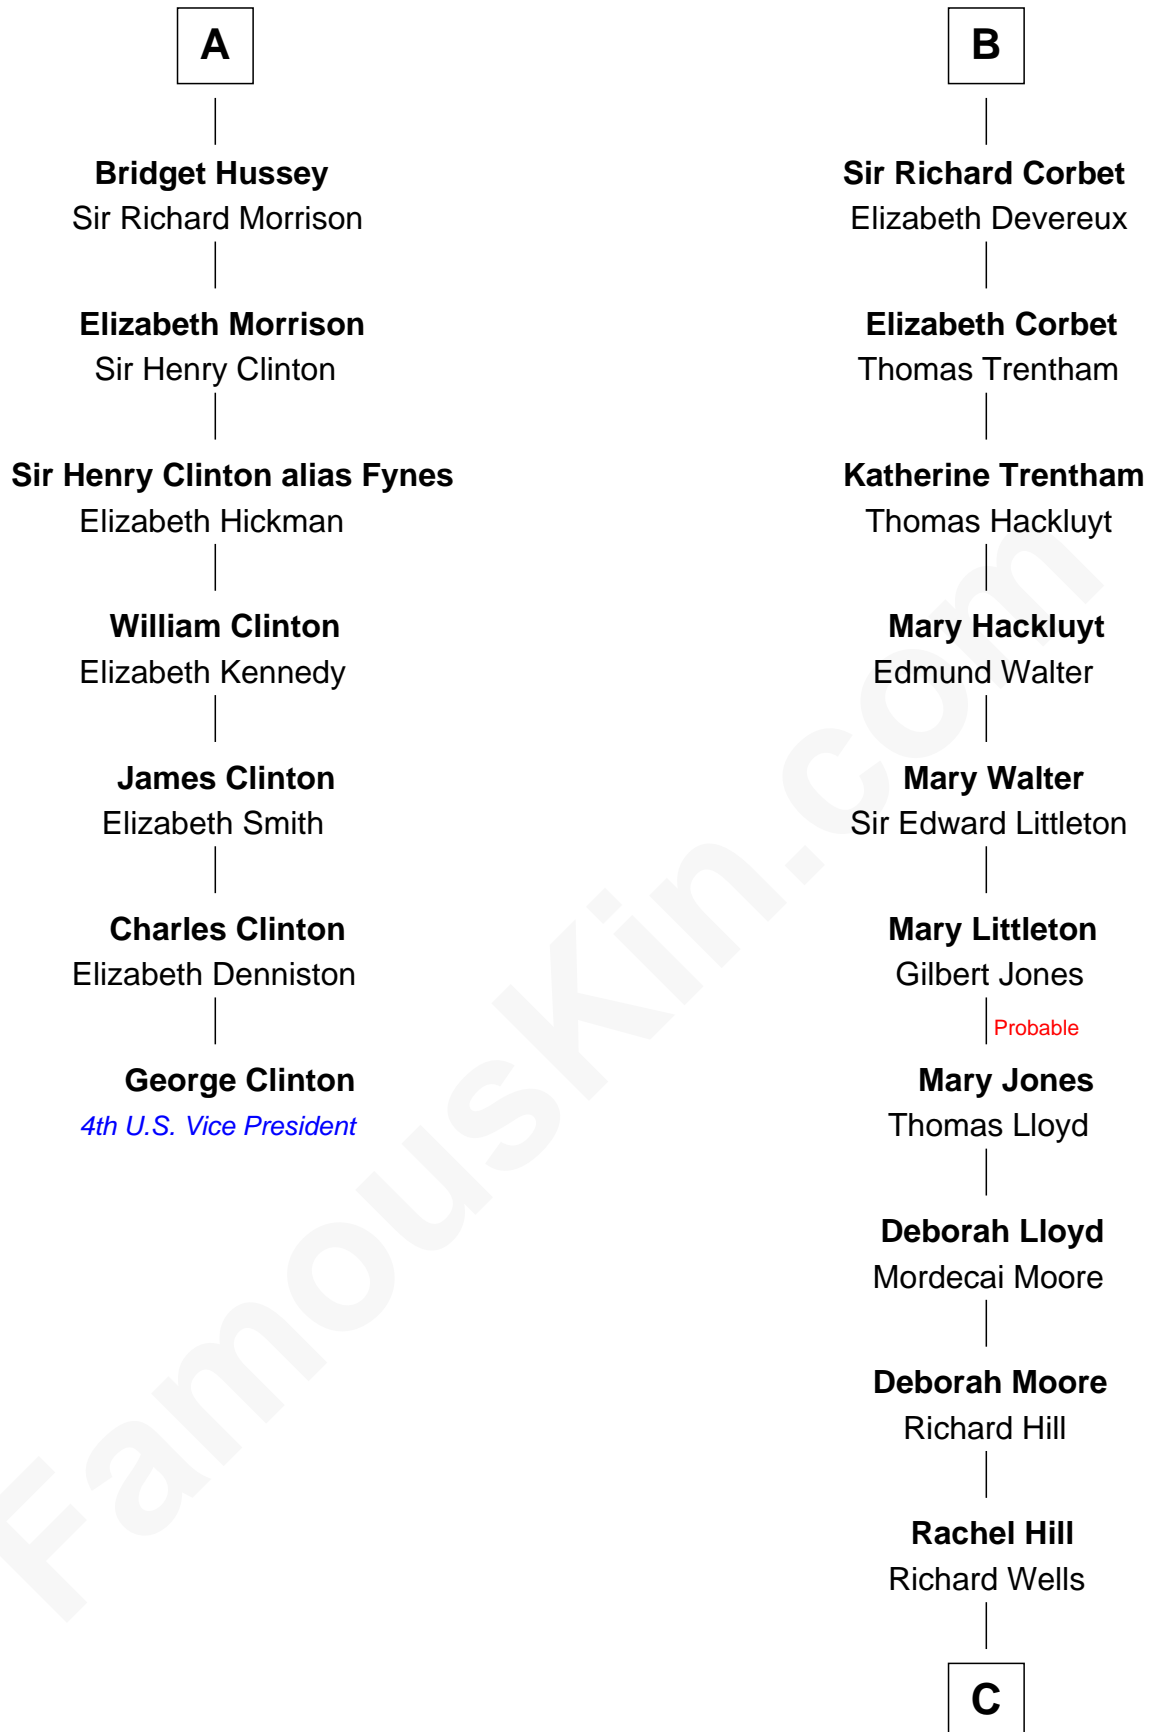 A
Bridget Hussey
Sir Richard Morrison
Elizabeth Morrison
Sir Henry Clinton
Sir Henry Clinton alias Fynes
Elizabeth Hickman
William Clinton
Elizabeth Kennedy
James Clinton
Elizabeth Smith
Charles Clinton
Elizabeth Denniston
George Clinton
4th U.S. Vice President
B
Sir Richard Corbet
Elizabeth Devereux
Elizabeth Corbet
Thomas Trentham
Katherine Trentham
Thomas Hackluyt
Mary Hackluyt
Edmund Walter
Mary Walter
Sir Edward Littleton
Mary Littleton
Gilbert Jones
Probable
Mary Jones
Thomas Lloyd
Deborah Lloyd
Mordecai Moore
Deborah Moore
Richard Hill
Rachel Hill
Richard Wells
C
FamousKin.com